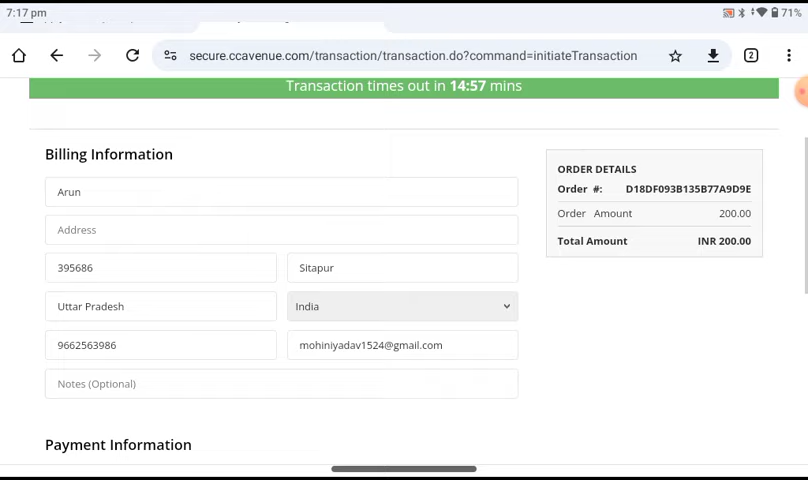 7:17 pm
71%
secure.ccavenue.com/transaction/transaction.do?command=initiateTransaction
2
Transaction times out in 14:57 mins
Billing Information
Arun
Address
395686 Sitapur
Uttar Pradesh India
9662563986 mohiniyadav1524@gmail.com
Notes (Optional)
Payment Information
ORDER DETAILS
Order #: D18DF093B135B77A9D9E
Order Amount 200.00
Total Amount INR 200.00